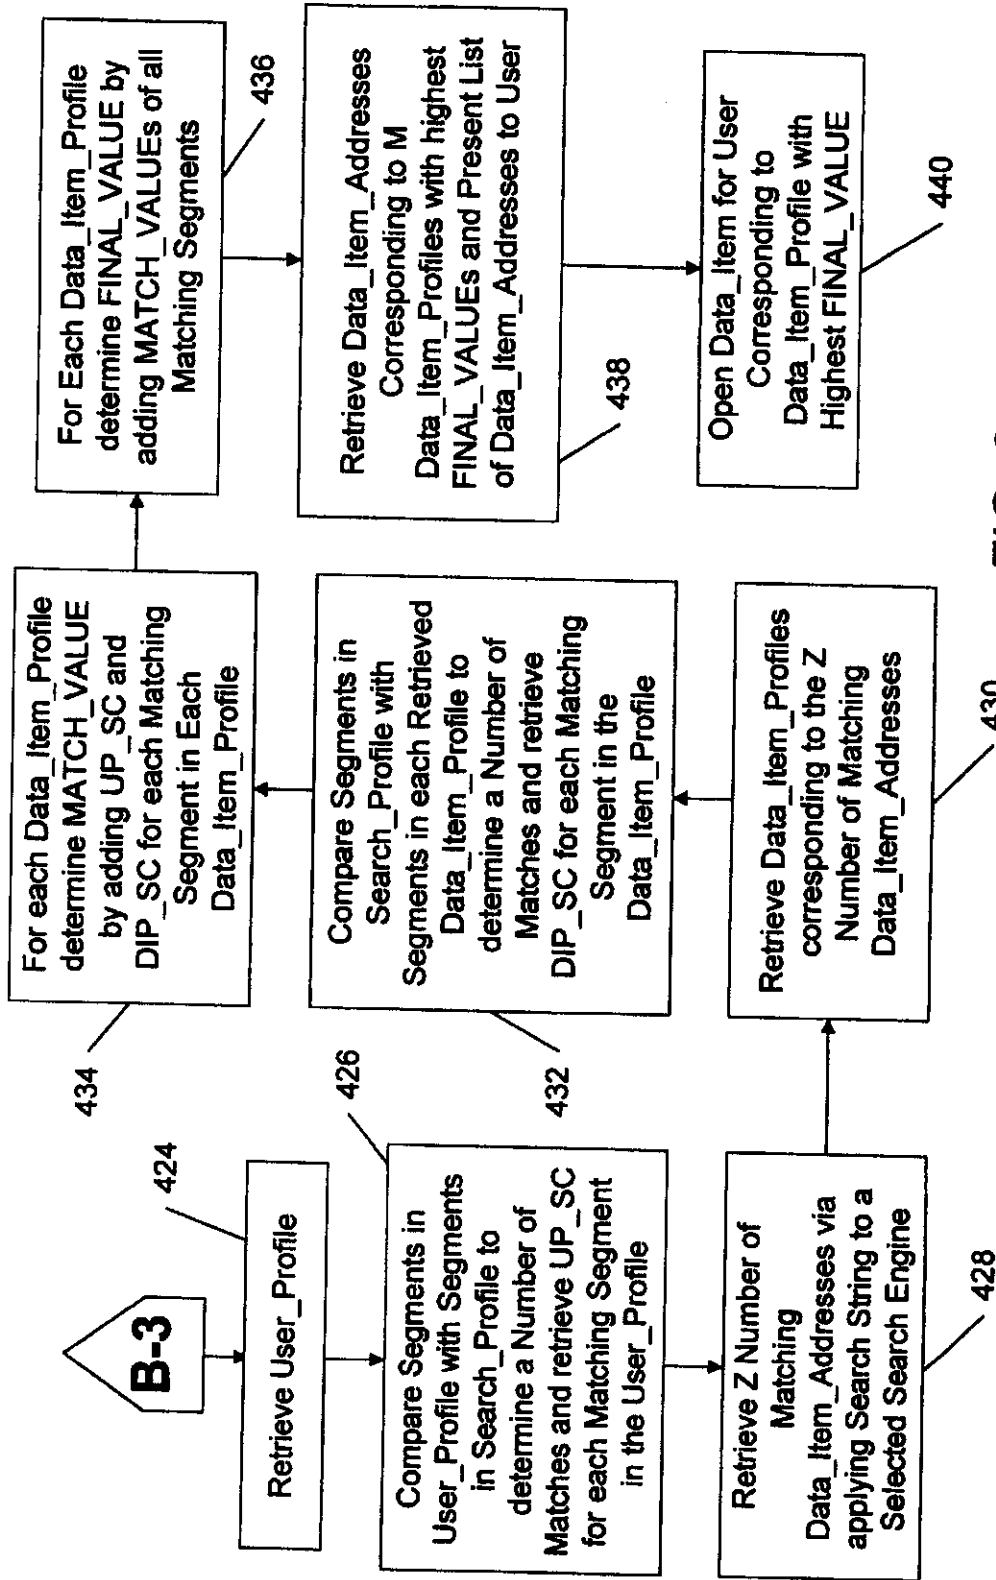 B-3
424
Retrieve User_Profile
426
Compare Segments in
User_Profile with Segments
in Search_Profile to
determine a Number of
Matches and retrieve UP_SC
for each Matching Segment
in the User_Profile
Retrieve Z Number of
Matching
Data_Item_Addresses via
applying Search String to a
Selected Search Engine
428
Retrieve Data_Item_Profiles
corresponding to the Z
Number of Matching
Data_Item_Addresses
430
Compare Segments in
Search_Profile with
Segments in each Retrieved
Data_Item_Profile to
determine a Number of
Matches and retrieve
DIP_SC for each Matching
Segment in the
Data_Item_Profile
432
For each Data_Item_Profile
determine MATCH_VALUE
by adding UP_SC and
DIP_SC for each Matching
Segment in Each
Data_Item_Profile
434
For Each Data_Item_Profile
determine FINAL_VALUE by
adding MATCH_VALUEs of all
Matching Segments
436
Retrieve Data_Item_Addresses
Corresponding to M
Data_Item_Profiles with highest
FINAL_VALUEs and Present List
of Data_Item_Addresses to User
438
Open Data_Item for User
Corresponding to
Data_Item_Profile with
Highest FINAL_VALUE
440